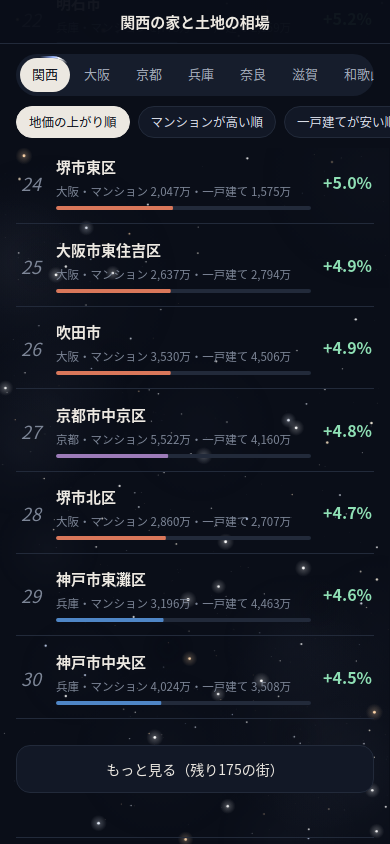 関西の家と土地の相場
関西 大阪 京都 兵庫 奈良 滋賀 和歌
地価の上がり順 マンションが高い順 一戸建てが安い順
24 堺市東区 +5.0%
大阪・マンション 2,047万・一戸建て 1,575万
25 大阪市東住吉区 +4.9%
大阪・マンション 2,637万・一戸建て 2,794万
26 吹田市 +4.9%
大阪・マンション 3,530万・一戸建て 4,506万
27 京都市中京区 +4.8%
京都・マンション 5,522万・一戸建て 4,160万
28 堺市北区 +4.7%
大阪・マンション 2,860万・一戸建て 2,707万
29 神戸市東灘区 +4.6%
兵庫・マンション 3,196万・一戸建て 4,463万
30 神戸市中央区 +4.5%
兵庫・マンション 4,024万・一戸建て 3,508万
もっと見る（残り175の街）